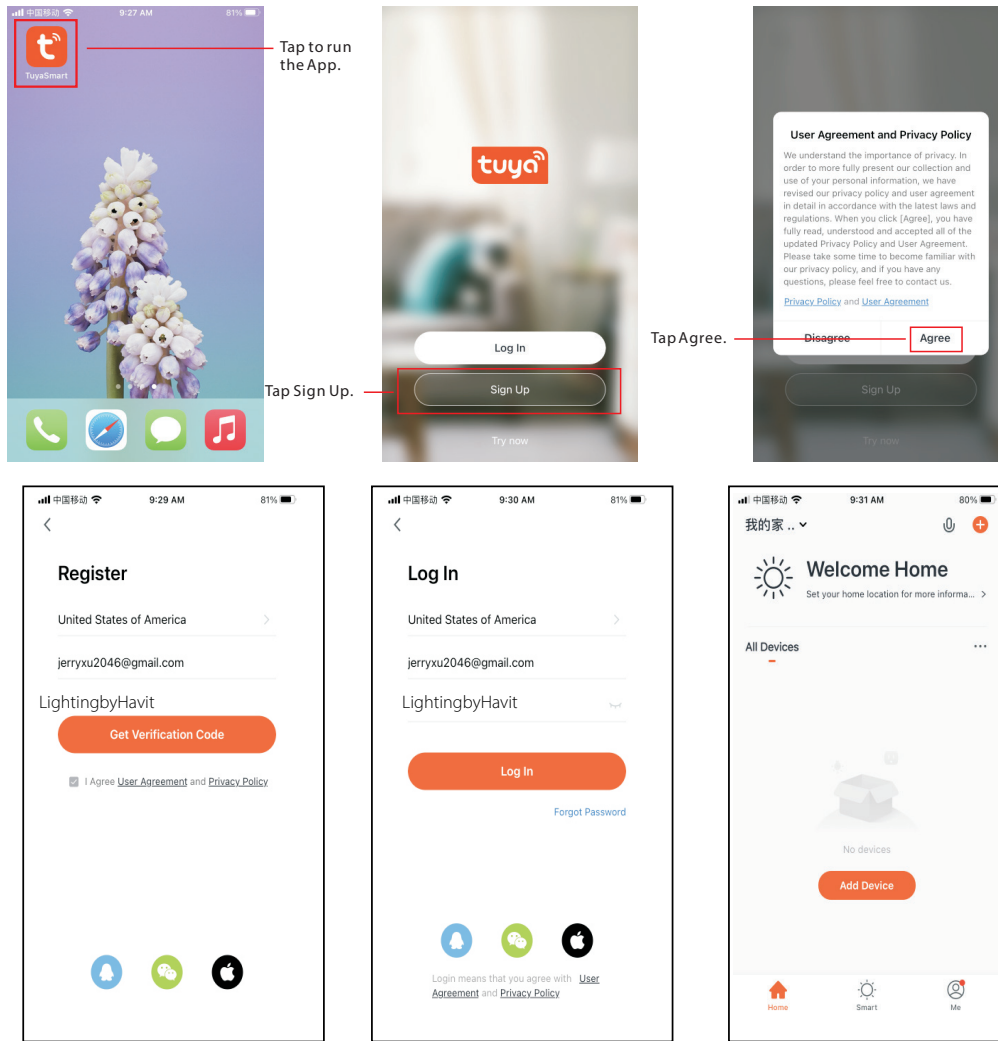 中国移动 9:27 AM 81%
TuyaSmart
Tap to run
the App.
tuya
Log In
Tap Sign Up.
Sign Up
Try now
User Agreement and Privacy Policy
We understand the importance of privacy. In
order to more fully present our collection and
use of your personal information, we have
revised our privacy policy and user agreement
in detail in accordance with the latest laws and
regulations. When you click [Agree], you have
fully read, understood and accepted all of the
updated Privacy Policy and User Agreement.
Please take some time to become familiar with
our privacy policy, and if you have any
questions, please feel free to contact us.
Privacy Policy and User Agreement
Tap Agree.
Disagree Agree
Sign Up
Try now
中国移动 9:29 AM 81%
Register
United States of America
jerryxu2046@gmail.com
LightingbyHavit
Get Verification Code
I Agree User Agreement and Privacy Policy
中国移动 9:30 AM 81%
Log In
United States of America
jerryxu2046@gmail.com
LightingbyHavit
Log In
Forgot Password
Login means that you agree with User
Agreement and Privacy Policy
中国移动 9:31 AM 80%
我的家 ..
Welcome Home
Set your home location for more informa...
All Devices
No devices
Add Device
Home Smart Me